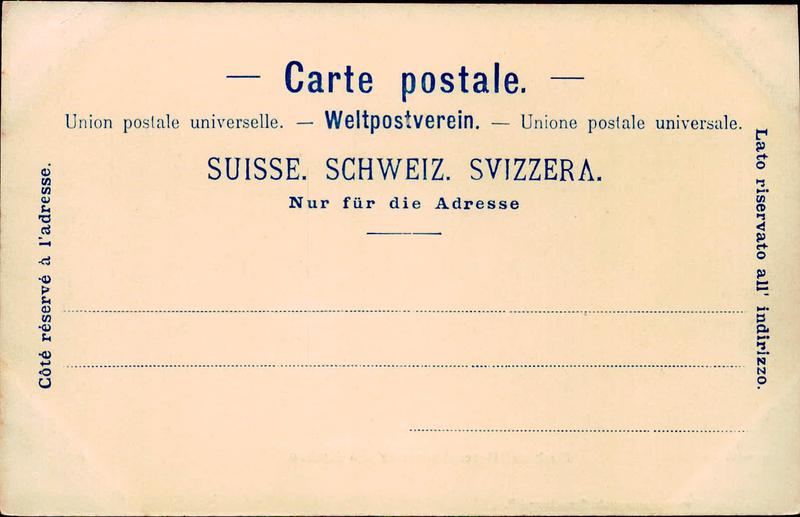 — Carte postale. —
Union postale universelle. — Weltpostverein. — Unione postale universale.
SUISSE. SCHWEIZ. SVIZZERA.
Nur für die Adresse
Côté réservé à l'adresse.
Lato riservato all' indirizzo.